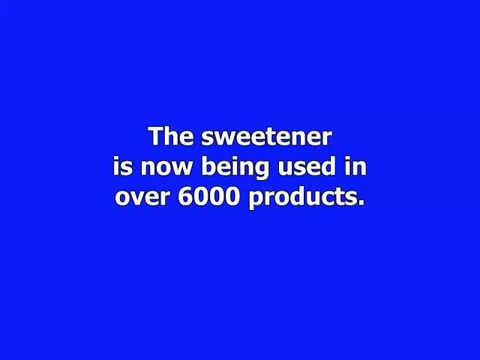 The sweetener
is now being used in
over 6000 products.